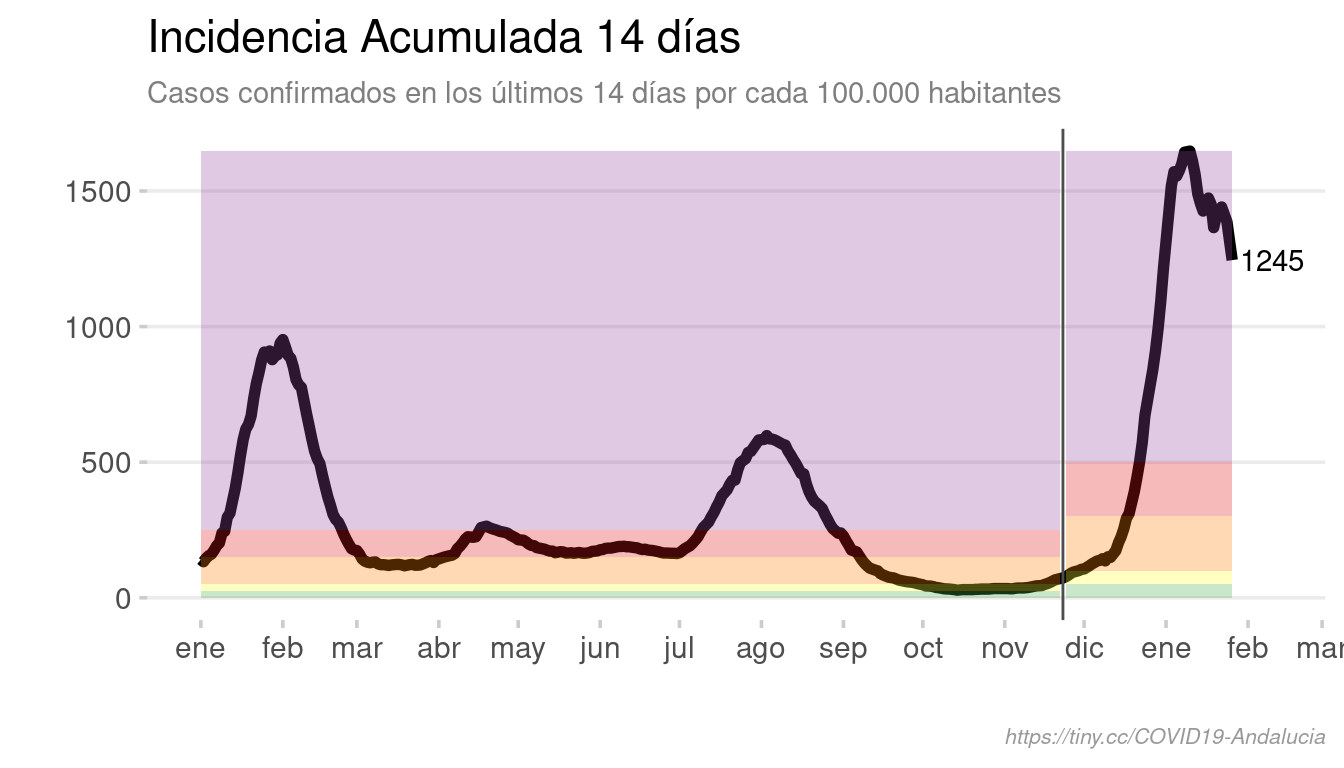 Incidencia Acumulada 14 días
Casos confirmados en los últimos 14 días por cada 100.000 habitantes
1500
1245
1000
500
0
ene feb mar abr may jun jul ago sep oct nov dic ene feb mar
https://tiny.cc/COVID19-Andalucia